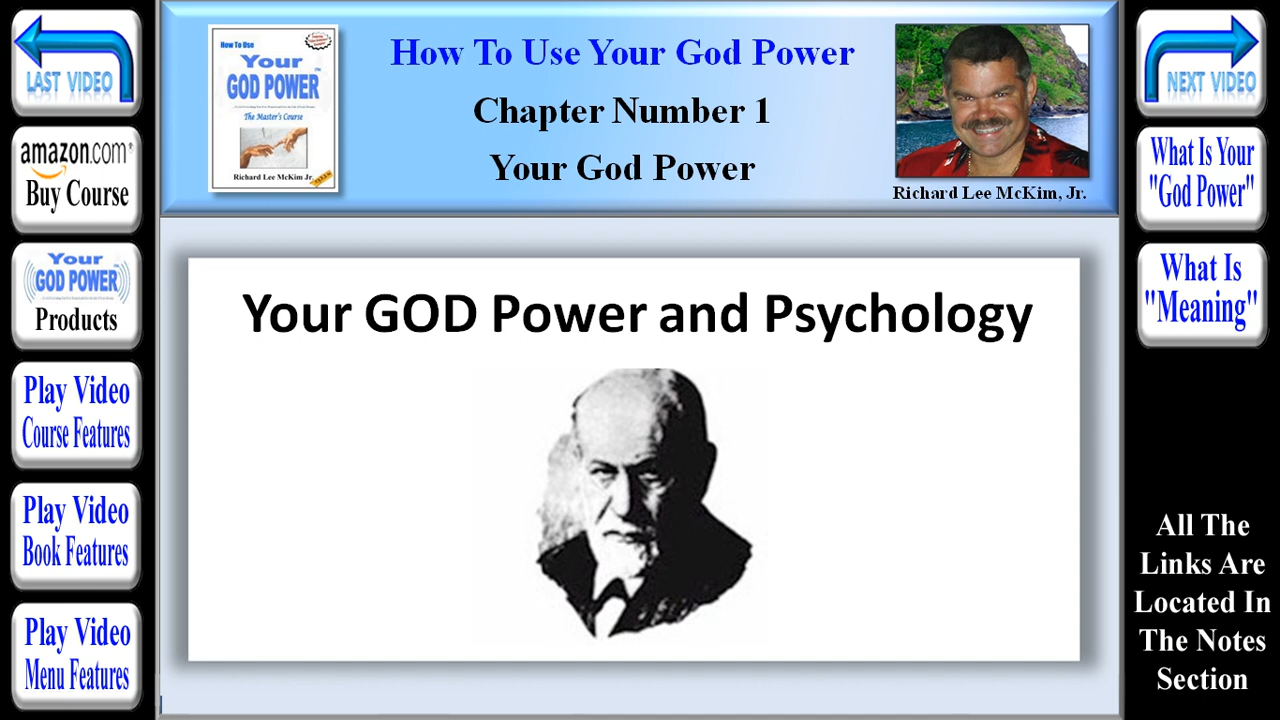 LAST VIDEO
amazon.com
Buy Course
Your
GOD POWER
Products
Play Video
Course Features
Play Video
Book Features
Play Video
Menu Features
How To Use
Your
GOD POWER
The Master's Course
Richard Lee McKim Jr.
How To Use Your God Power
Chapter Number 1
Your God Power
Richard Lee McKim, Jr.
Your GOD Power and Psychology
NEXT VIDEO
What Is Your
"God Power"
What Is
"Meaning"
All The
Links Are
Located In
The Notes
Section